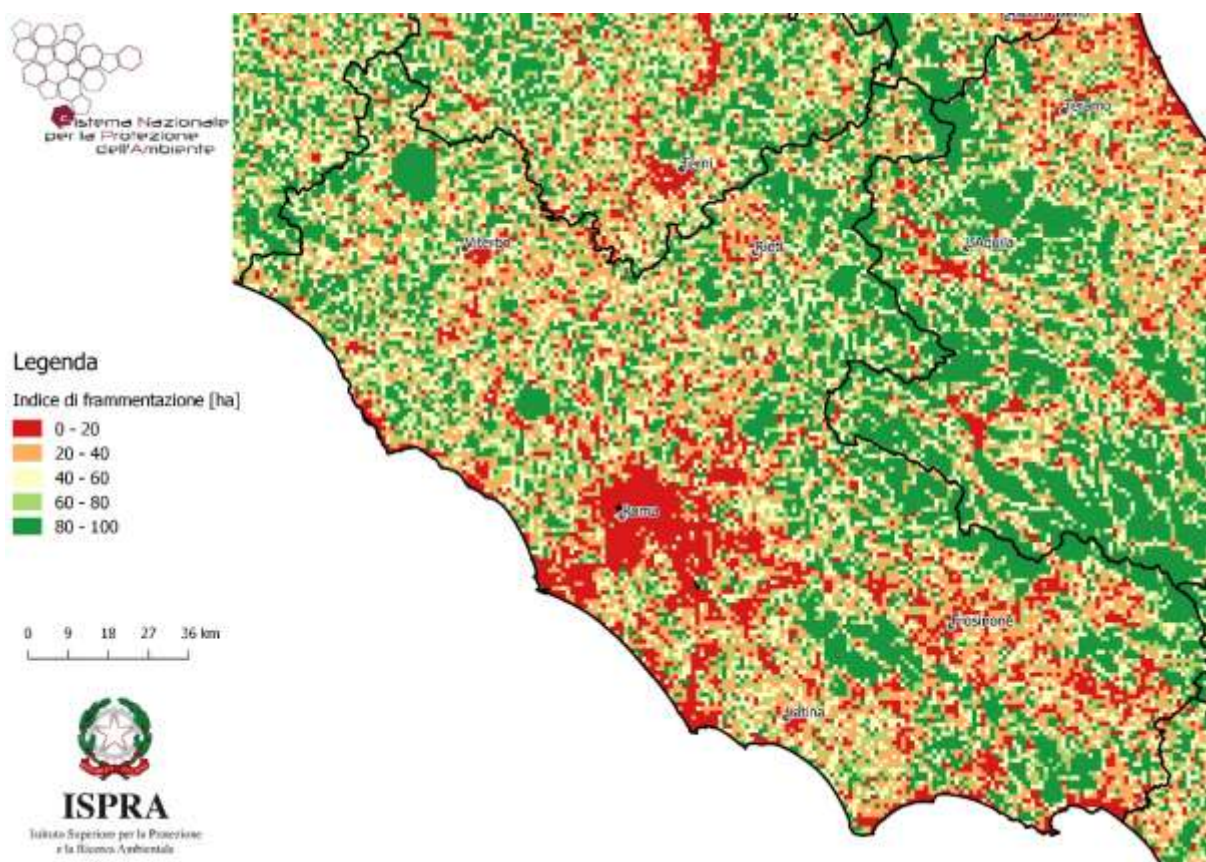 Sistema Nazionale
per la Protezione
dell'Ambiente
Teramo
Terni
Viterbo
Rieti
L'Aquila
Legenda
Indice di frammentazione [ha]
0 - 20
20 - 40
40 - 60
60 - 80
80 - 100
Roma
Frosinone
Latina
0 9 18 27 36 km
ISPRA
Istituto Superiore per la Protezione
e la Ricerca Ambientale